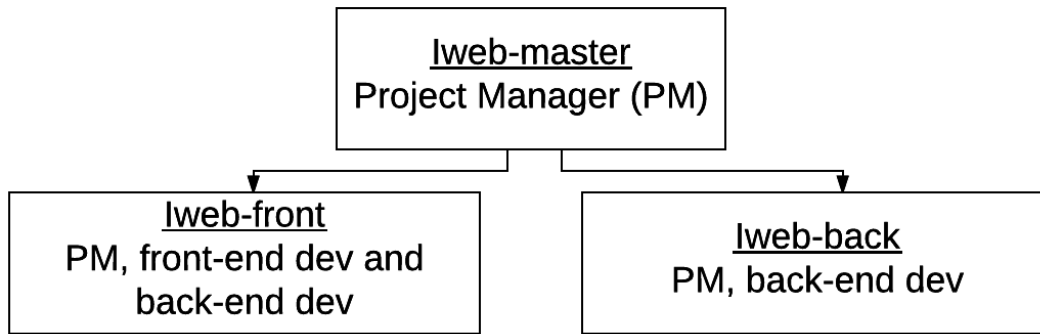 Iweb-master
Project Manager (PM)
Iweb-front
PM, front-end dev and
back-end dev
Iweb-back
PM, back-end dev